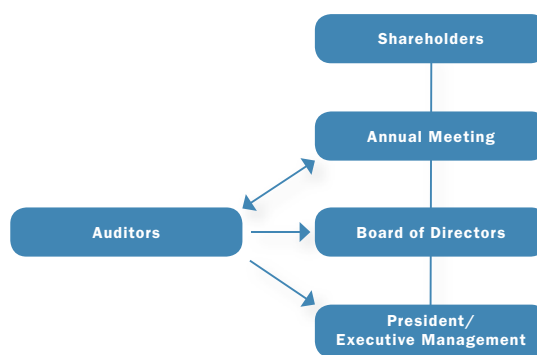 Shareholders
Annual Meeting
Auditors
Board of Directors
President/
Executive Management